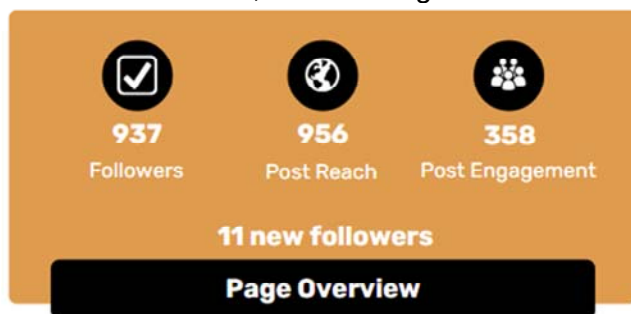 937 956 358
Followers Post Reach Post Engagement
11 new followers
Page Overview